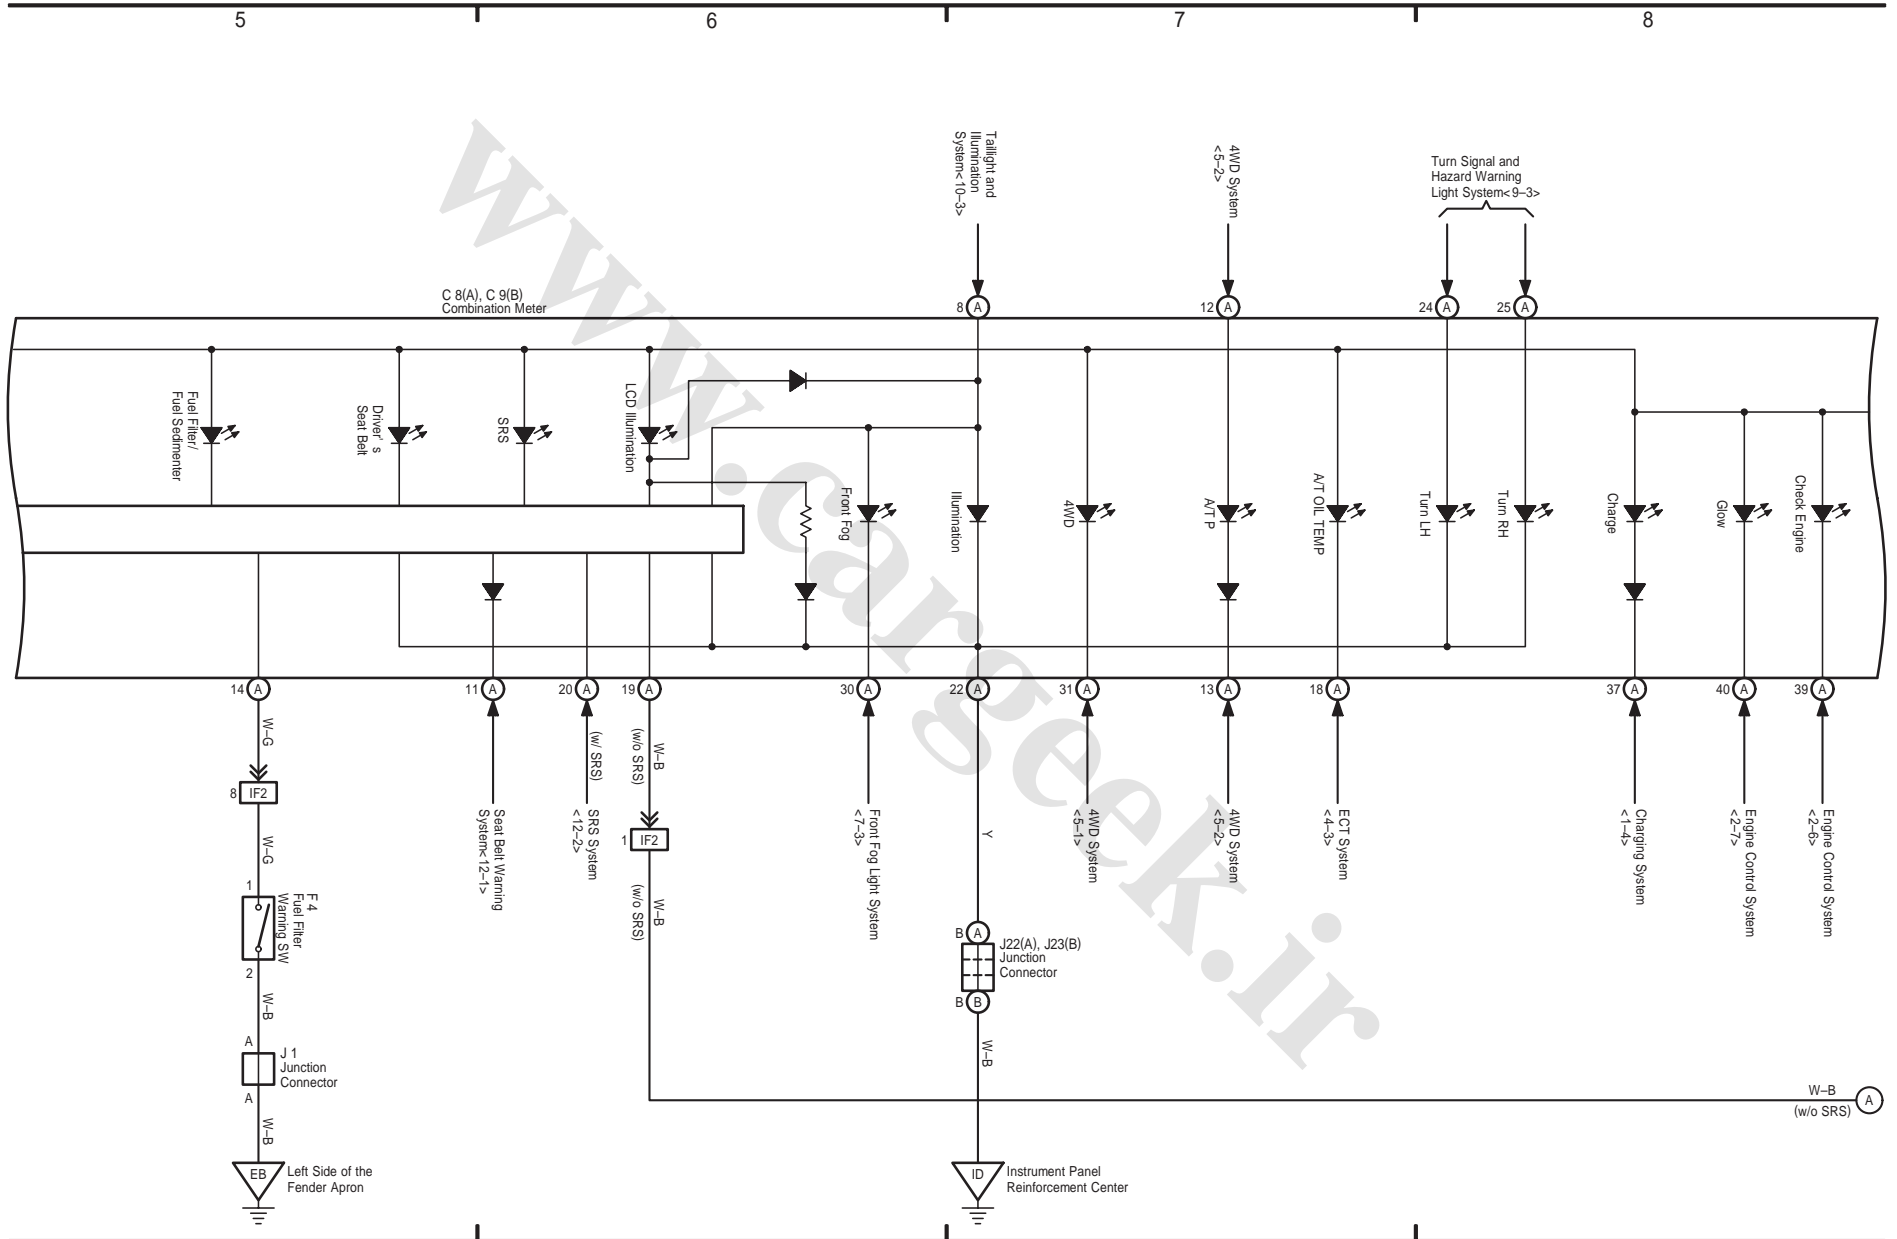 5
6
7
8
Taillight and
Illumination
System<10–3>
4WD System
<5–2>
Turn Signal and
Hazard Warning
Light System<9–3>
C 8(A), C 9(B)
Combination Meter
8 A
12 A
24 A
25 A
Fuel Filter/
Fuel Sedimenter
Driver's
Seat Belt
SRS
LCD Illumination
Front Fog
Illumination
4WD
A/T P
A/T OIL TEMP
Turn LH
Turn RH
Charge
Glow
Check Engine
14 A
11 A
20 A
19 A
30 A
22 A
31 A
13 A
18 A
37 A
40 A
39 A
W–G
(w/ SRS)
W–B
(w/o SRS)
8 IF2
1 IF2
Seat Belt Warning
System<12–1>
SRS System
<12–2>
Front Fog Light System
<7–3>
Y
4WD System
<5–1>
4WD System
<5–2>
ECT System
<4–3>
Charging System
<1–4>
Engine Control System
<2–7>
Engine Control System
<2–6>
W–G
W–B
(w/o SRS)
1
F 4
Fuel Filter
Warning SW
2
B A
J22(A), J23(B)
Junction
Connector
B B
W–B
A
J 1
Junction
Connector
A
W–B
W–B
W–B
(w/o SRS)
A
EB
Left Side of the
Fender Apron
ID
Instrument Panel
Reinforcement Center
www.cargeek.ir